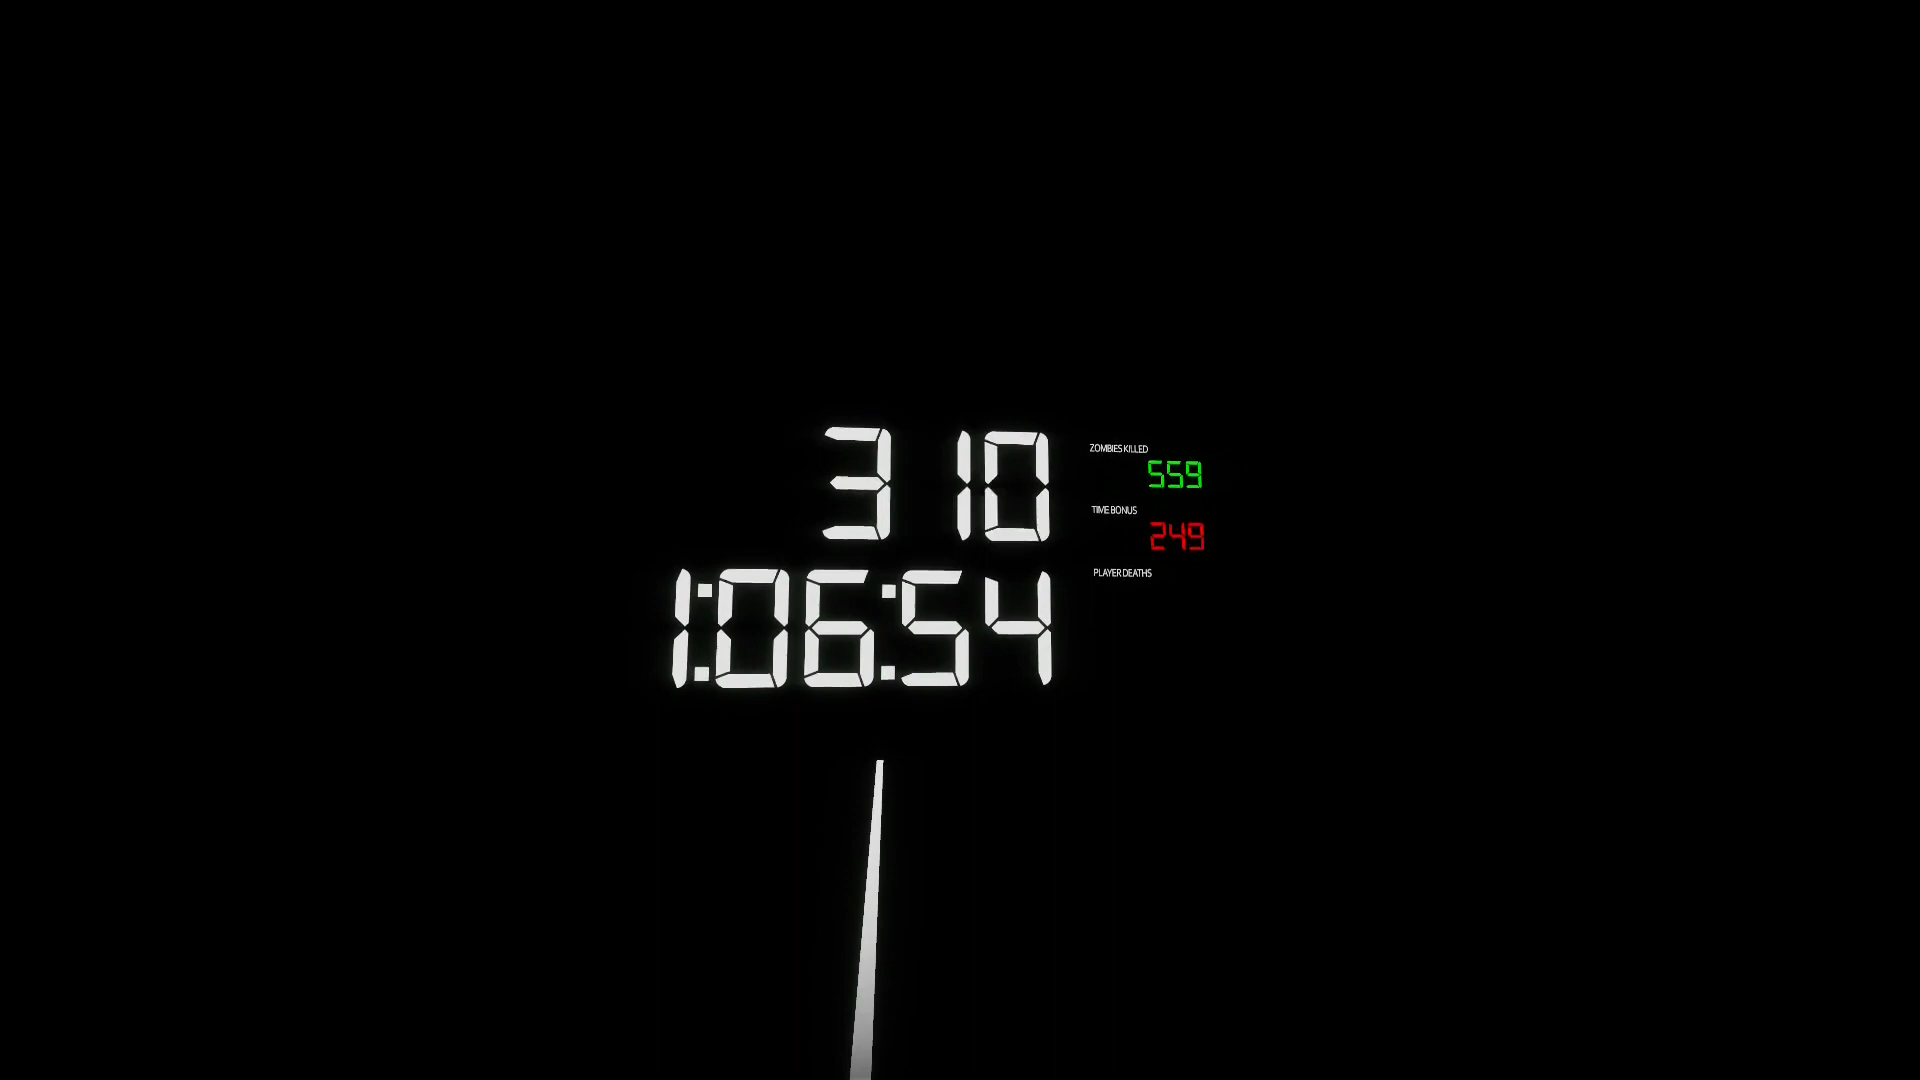 3 10
ZOMBIES KILLED
559
TIME BONUS
249
PLAYER DEATHS
1:06:54